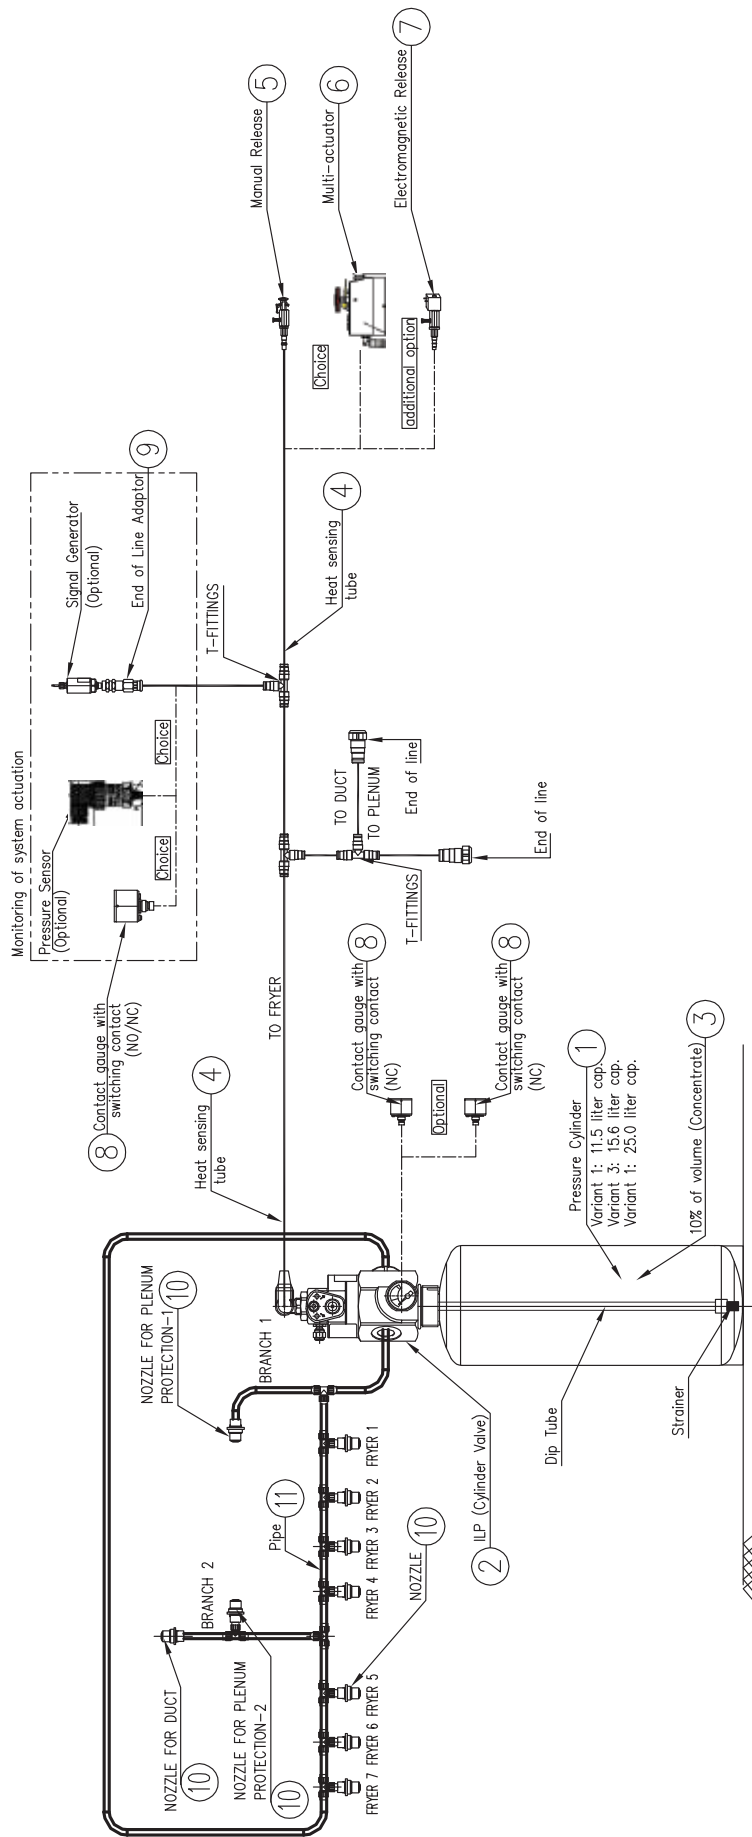 NOZZLE FOR DUCT
10
NOZZLE FOR PLENUM
PROTECTION-2
10
BRANCH 2
Pipe
11
NOZZLE FOR PLENUM
PROTECTION-1
10
BRANCH 1
FRYER 7
FRYER 6
FRYER 5
FRYER 4
FRYER 3
FRYER 2
FRYER 1
NOZZLE
10
2
ILP (Cylinder Valve)
Dip Tube
Strainer
Pressure Cylinder
1
Variant 1: 11.5 liter cap.
Variant 3: 15.6 liter cap.
Variant 1: 25.0 liter cap.
10% of volume (Concentrate)
3
Heat sensing
tube
4
TO FRYER
Contact gauge with
switching contact
(NC)
8
Optional
Contact gauge with
switching contact
(NC)
8
Monitoring of system actuation
8
Contact gauge with
switching contact
(NO/NC)
Pressure Sensor
(Optional)
Choice
Choice
Signal Generator
(Optional)
End of Line Adaptor
9
T-FITTINGS
T-FITTINGS
TO DUCT
TO PLENUM
End of line
End of line
Heat sensing
tube
4
Choice
additional option
Manual Release
5
Multi-actuator
6
Electromagnetic Release
7